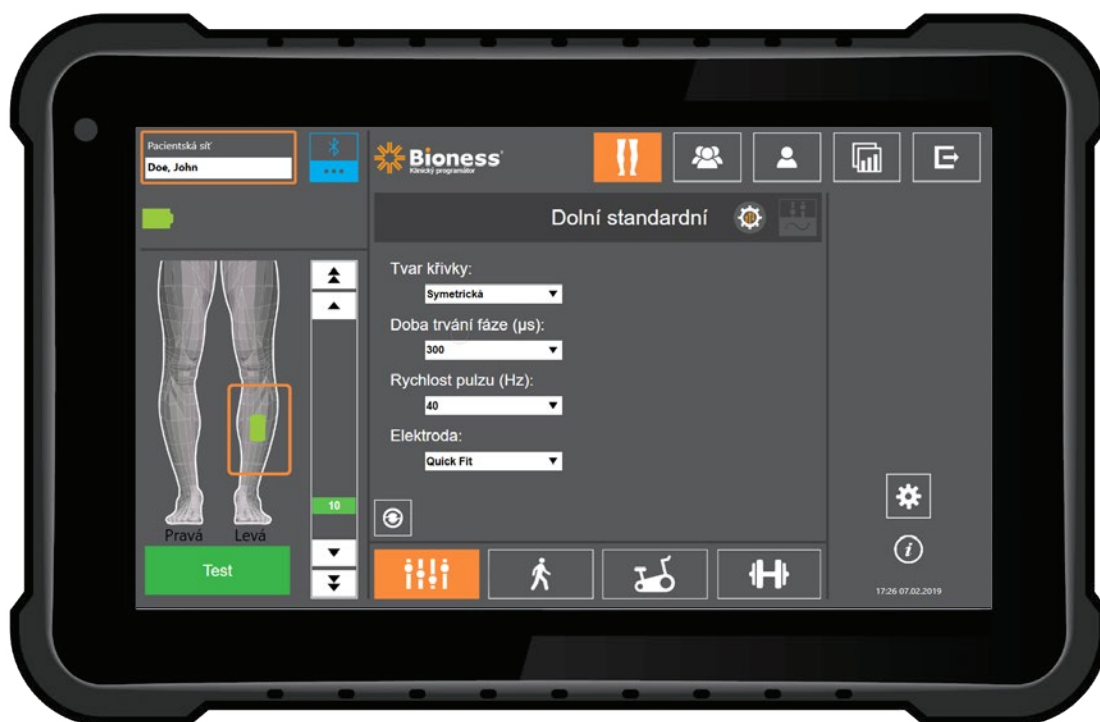 Pacientská síť
Doe, John
Bioness
Klinický programátor
Dolní standardní
Tvar křivky:
Symetrická
Doba trvání fáze (μs):
300
Rychlost pulzu (Hz):
40
Elektroda:
Quick Fit
10
Pravá Levá
Test
17:26 07.02.2019